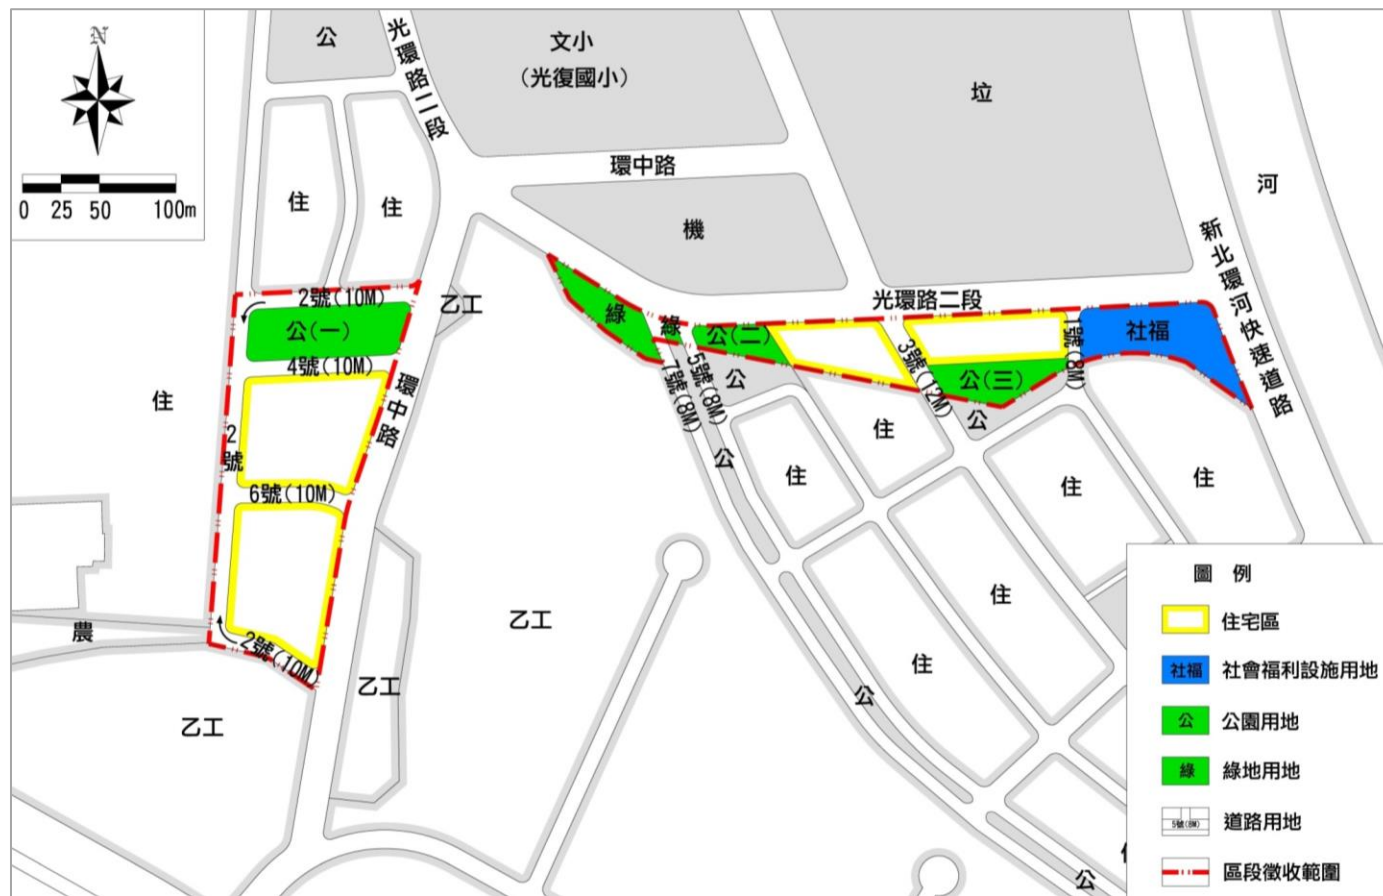 N
0 25 50 100m
公
光環路二段
文小
(光復國小)
垃
環中路
河
住
住
機
新北環河快速道路
2號(10M)
乙工
光環路二段
公(一)
綠
綠
公(二)
1號(8M)
社福
4號(10M)
環中路
5號(8M)
7號(8M)
公
3號(12M)
公(三)
公
住
2號
住
公
住
住
住
6號(10M)
農
2號(10M)
乙工
乙工
乙工
住
住
公
公
圖 例
住宅區
社福 社會福利設施用地
公 公園用地
綠 綠地用地
5號(8M) 道路用地
區段徵收範圍